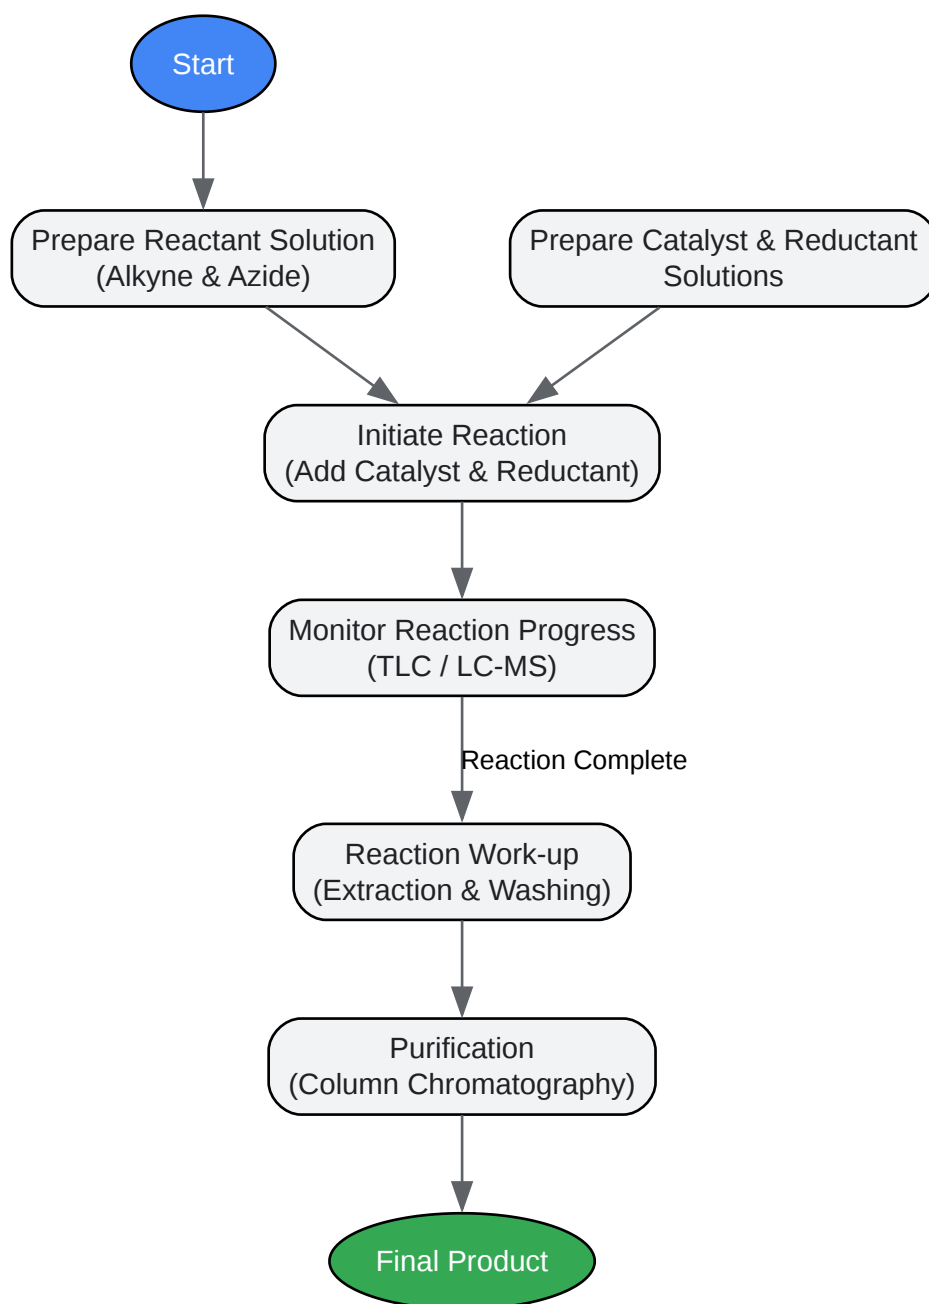 Start
Prepare Reactant Solution
(Alkyne & Azide)
Prepare Catalyst & Reductant
Solutions
Initiate Reaction
(Add Catalyst & Reductant)
Monitor Reaction Progress
(TLC / LC-MS)
Reaction Complete
Reaction Work-up
(Extraction & Washing)
Purification
(Column Chromatography)
Final Product